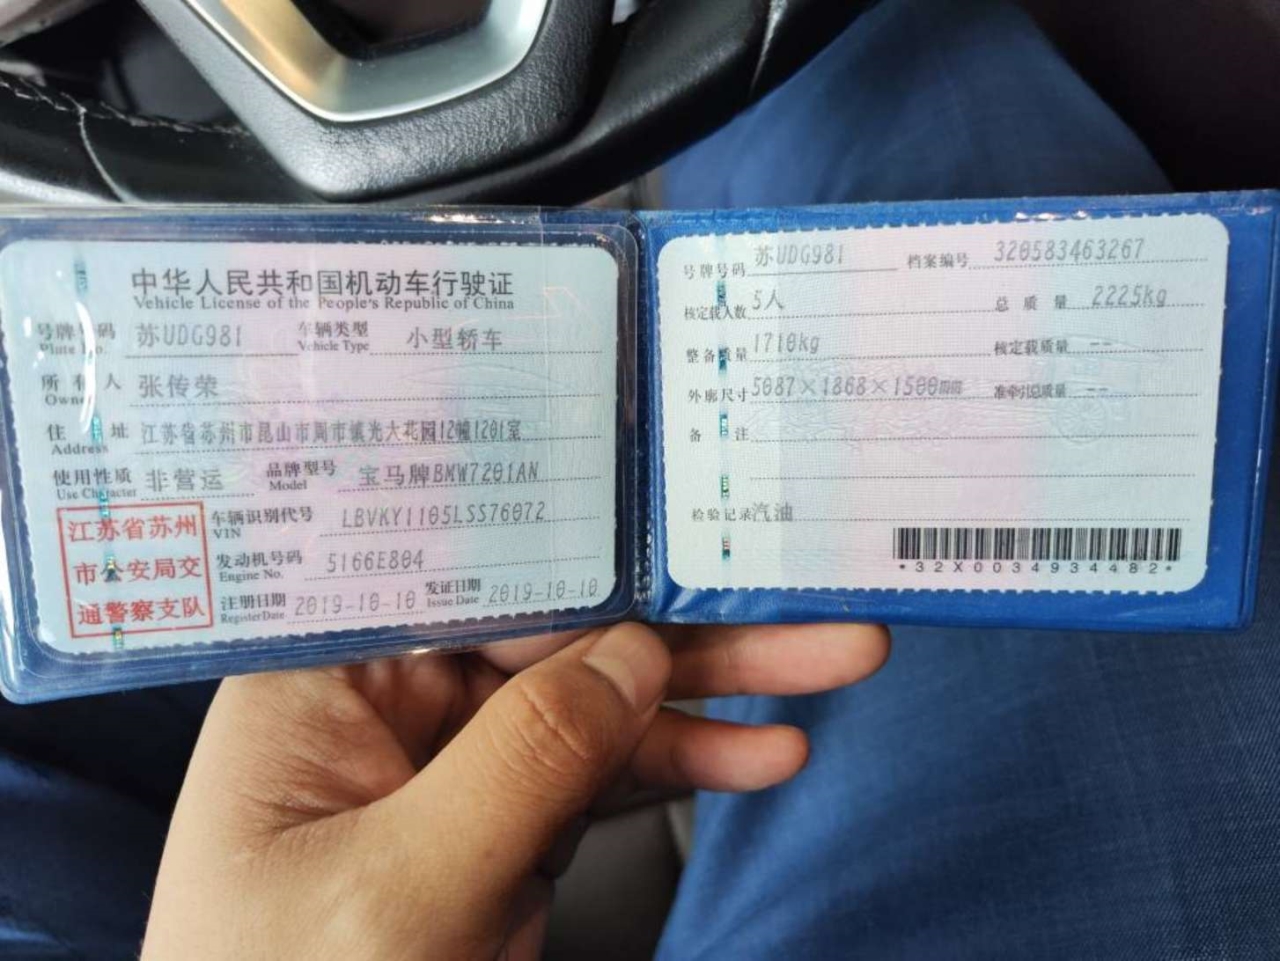 中华人民共和国机动车行驶证
Vehicle License of the People's Republic of China
号牌号码 苏UDG981 车辆类型 小型轿车
Plate No. Vehicle Type
所有人 张传荣
Owner
住址 江苏省苏州市昆山市周市镇光大花园12幢1201室
Address
使用性质 非营运 品牌型号 宝马牌BMW7201AN
Use Character Model
江苏省苏州
市公安局交
通警察支队
车辆识别代号 LBVKY1105LSS76072
VIN
发动机号码 5166E804
Engine No.
注册日期 2019-10-10 发证日期 2019-10-10
Register Date Issue Date
号牌号码 苏UDG981 档案编号 320583463267
核定载人数 5人 总质量 2225kg
整备质量 1710kg 核定载质量 --
外廓尺寸 5087×1868×1500mm 准牵引总质量 --
备注
检验记录 汽油
*32X0034934482*